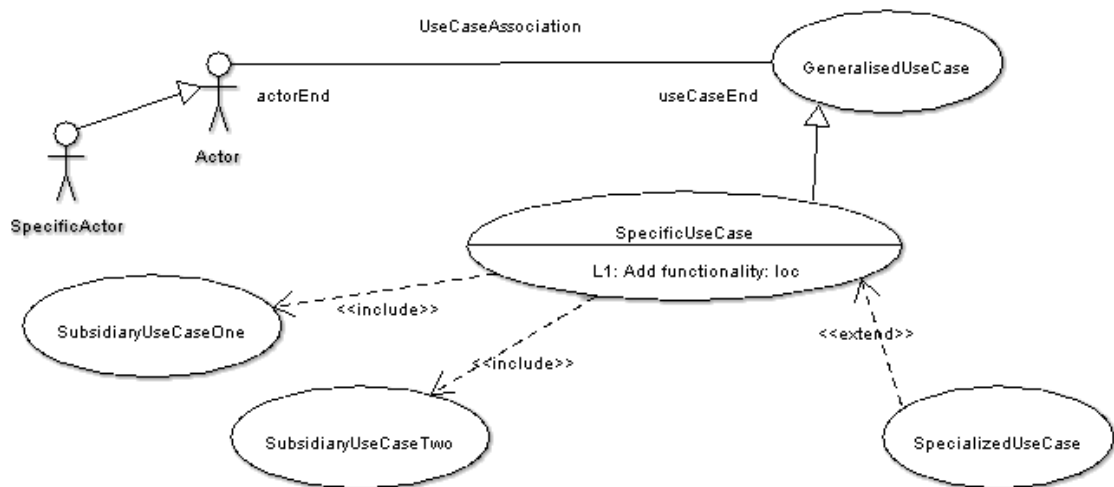 UseCaseAssociation
GeneralisedUseCase
actorEnd
useCaseEnd
Actor
SpecificActor
SpecificUseCase
L1: Add functionality: loc
<<include>>
SubsidiaryUseCaseOne
<<extend>>
<<include>>
SubsidiaryUseCaseTwo
SpecializedUseCase